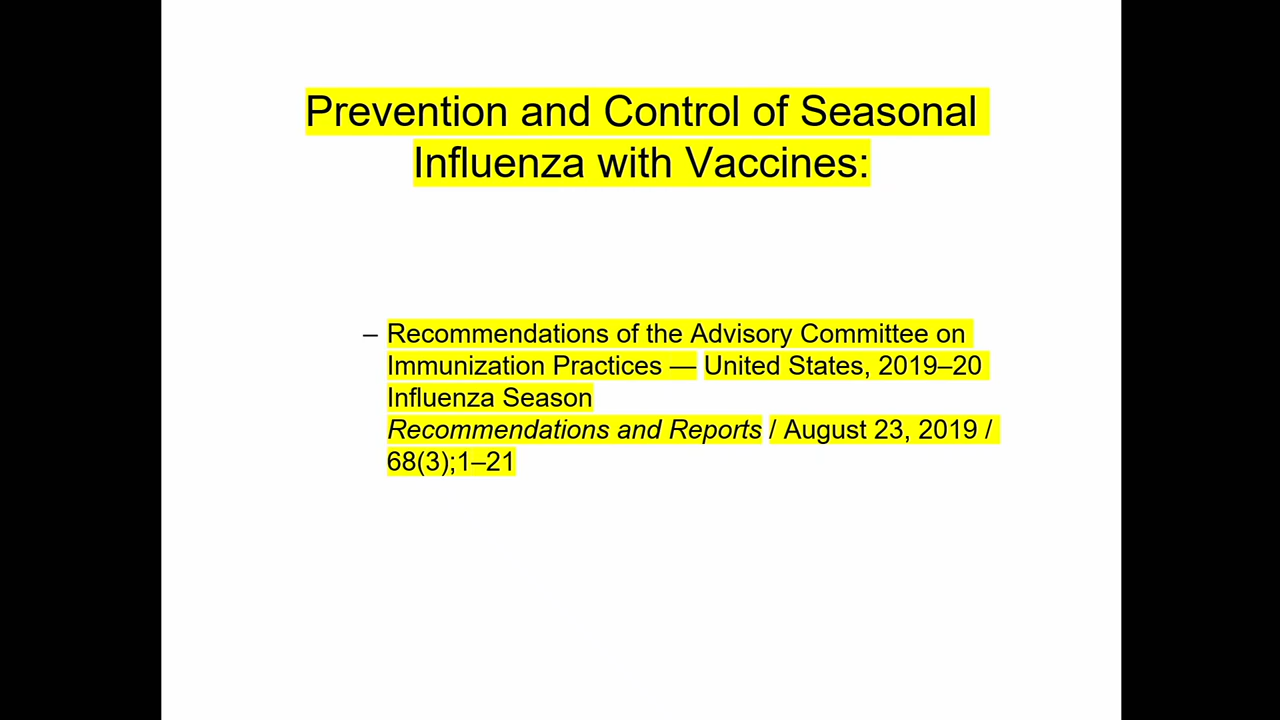 Prevention and Control of Seasonal
Influenza with Vaccines:
– Recommendations of the Advisory Committee on
Immunization Practices — United States, 2019–20
Influenza Season
Recommendations and Reports / August 23, 2019 /
68(3);1–21